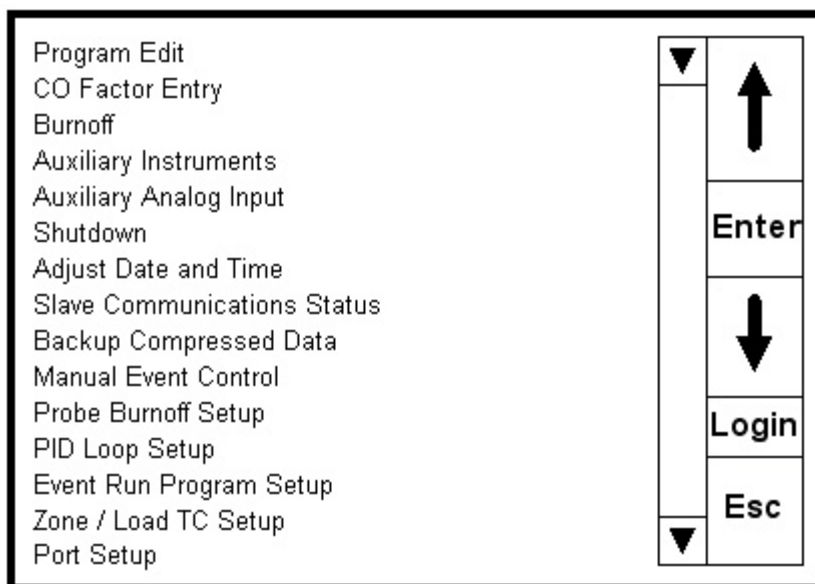 Program Edit
CO Factor Entry
Burnoff
Auxiliary Instruments
Auxiliary Analog Input
Shutdown
Adjust Date and Time
Slave Communications Status
Backup Compressed Data
Manual Event Control
Probe Burnoff Setup
PID Loop Setup
Event Run Program Setup
Zone / Load TC Setup
Port Setup
Enter
Login
Esc